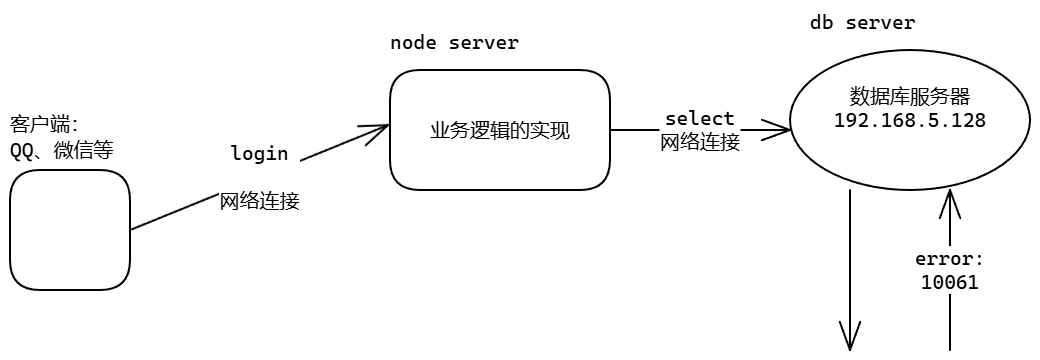 db server
node server
数据库服务器
192.168.5.128
业务逻辑的实现
select
网络连接
客户端:
QQ、微信等
login
网络连接
error:
10061